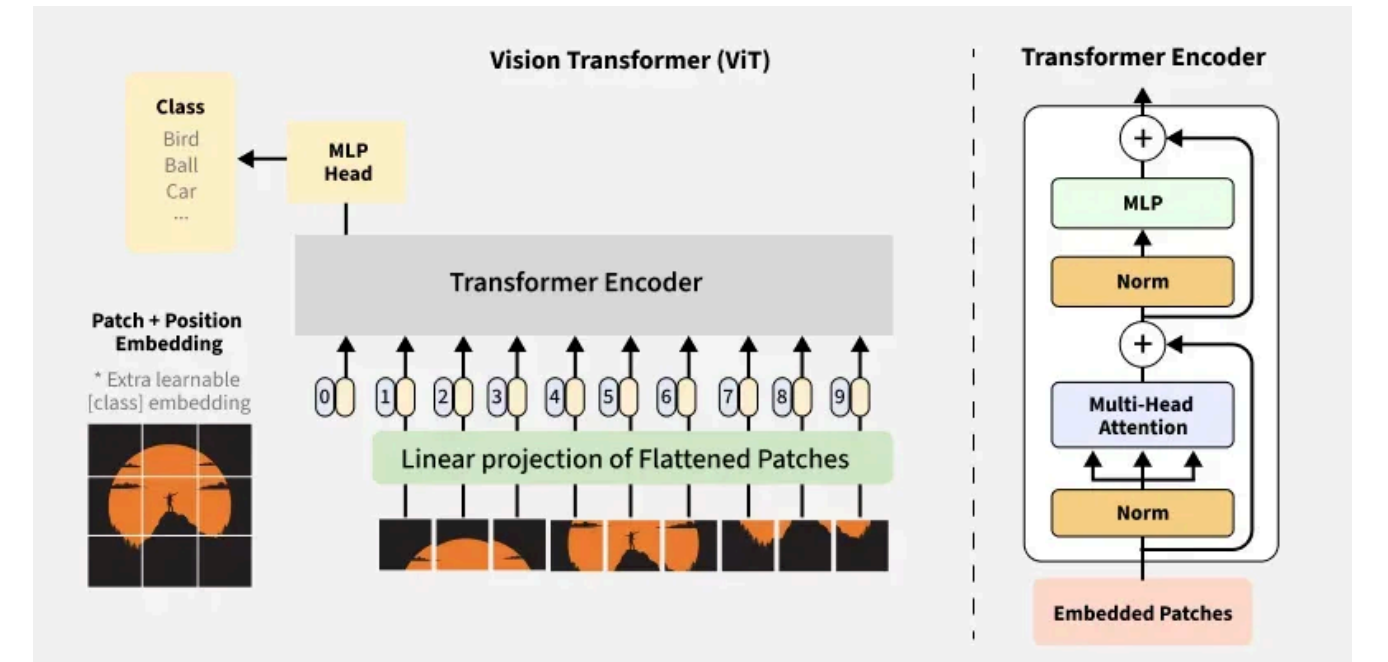 Vision Transformer (ViT)
Class
Bird
Ball
Car
...
MLP
Head
Transformer Encoder
Patch + Position
Embedding
* Extra learnable
[class] embedding
0 1 2 3 4 5 6 7 8 9
Linear projection of Flattened Patches
Transformer Encoder
+
MLP
Norm
+
Multi-Head
Attention
Norm
Embedded Patches